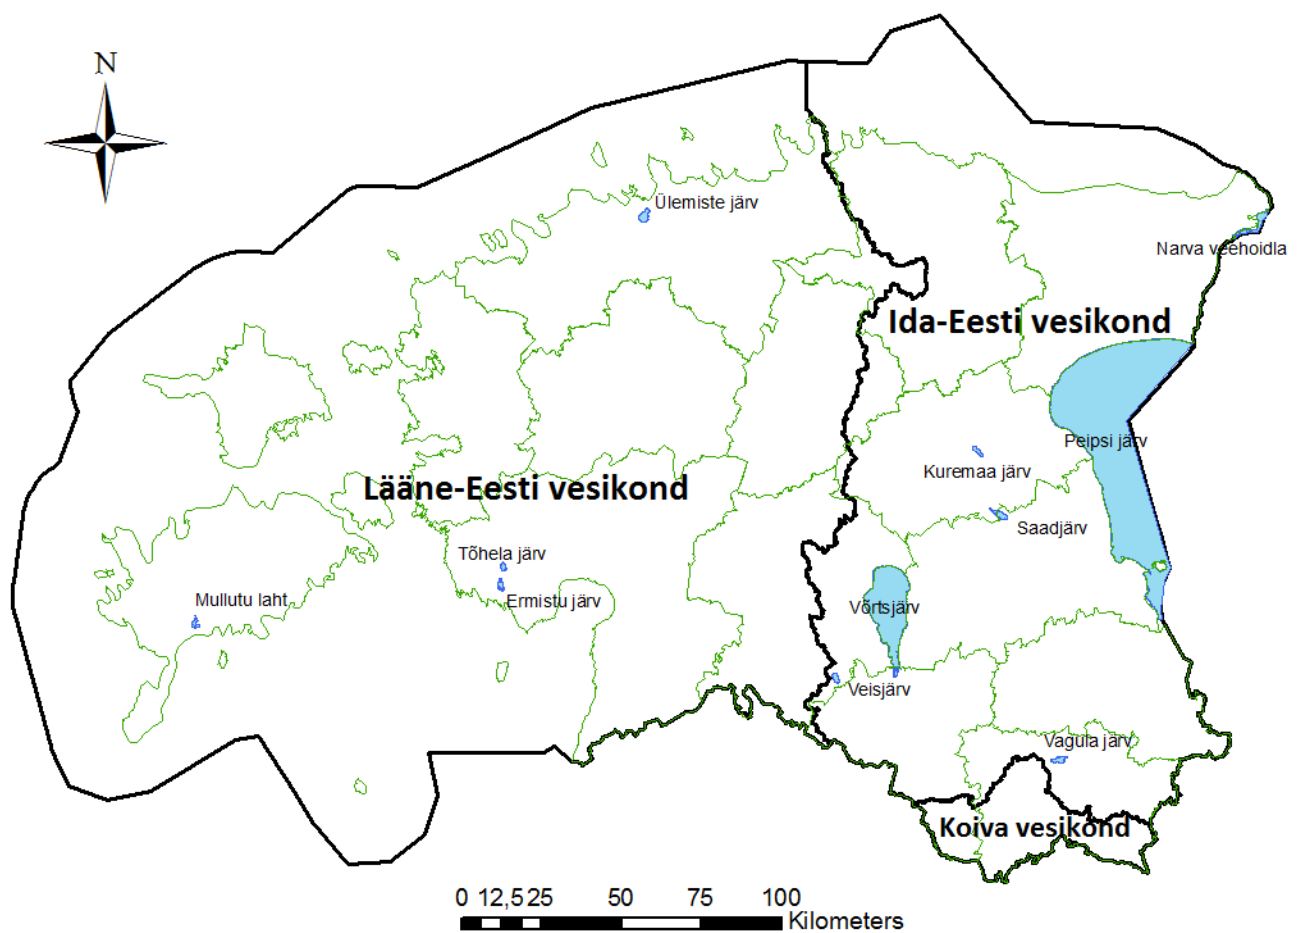 N
Ülemiste järv
Narva veehoidla
Ida-Eesti vesikond
Peipsi järv
Kuremaa järv
Lääne-Eesti vesikond
Saadjärv
Tõhela järv
Mullutu laht
Ermistu järv
Võrtsjärv
Veisjärv
Vagula järv
Koiva vesikond
0 12,5 25 50 75 100
Kilometers